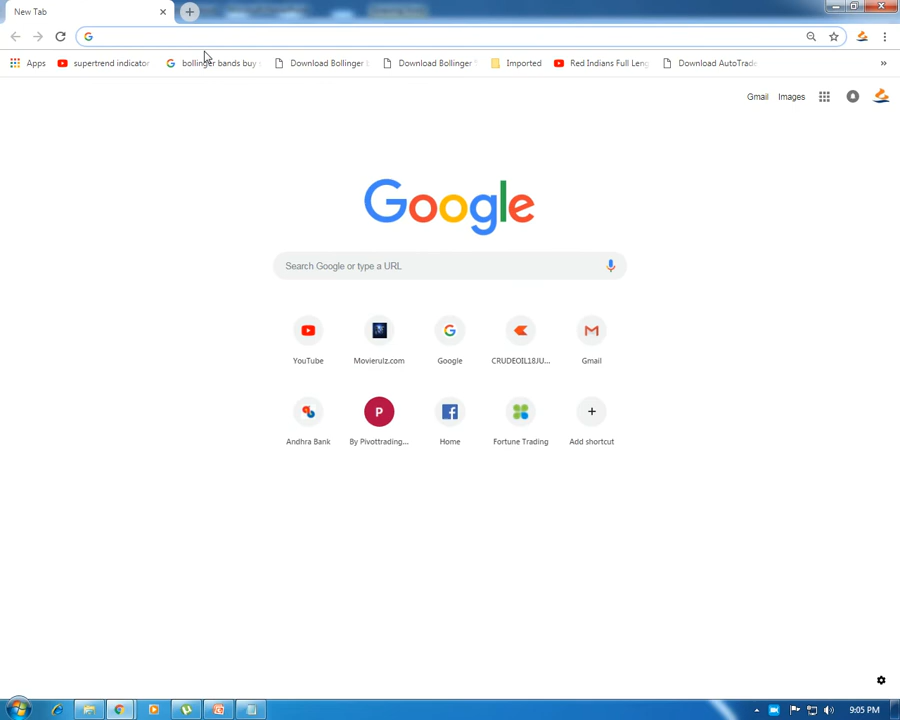 New Tab
Apps supertrend indicator bollinger bands buy Download Bollinger Download Bollinger Imported Red Indians Full Leng Download AutoTrade
Gmail Images
Google
Search Google or type a URL
YouTube Movierulz.com Google CRUDEOIL18JU... Gmail
P
Andhra Bank By Pivottrading... Home Fortune Trading Add shortcut
9:05 PM